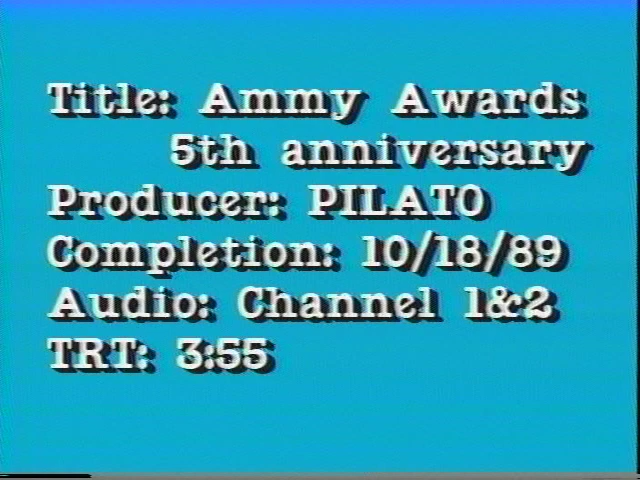 Title: Ammy Awards
5th anniversary
Producer: PILATO
Completion: 10/18/89
Audio: Channel 1&2
TRT: 3:55